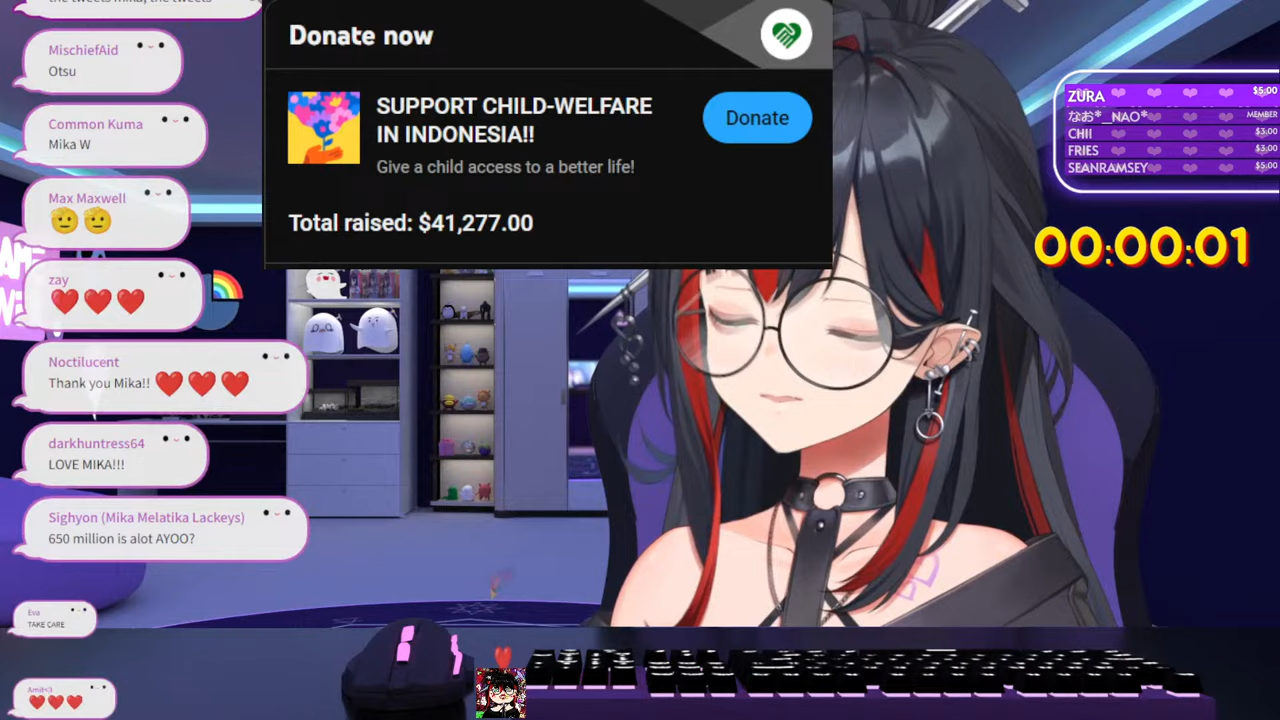 MischiefAid
Otsu
Common Kuma
Mika W
Max Maxwell
zay
Noctilucent
Thank you Mika!!
darkhuntress64
LOVE MIKA!!!
Sighyon (Mika Melatika Lackeys)
650 million is alot AYOO?
Eva
TAKE CARE
Amit<3
Donate now
SUPPORT CHILD-WELFARE
IN INDONESIA!!
Give a child access to a better life!
Donate
Total raised: $41,277.00
ZURA $5.00
なお*_NAO* MEMBER
CHII $3.00
FRIES $3.00
SEANRAMSEY $5.00
00:00:01